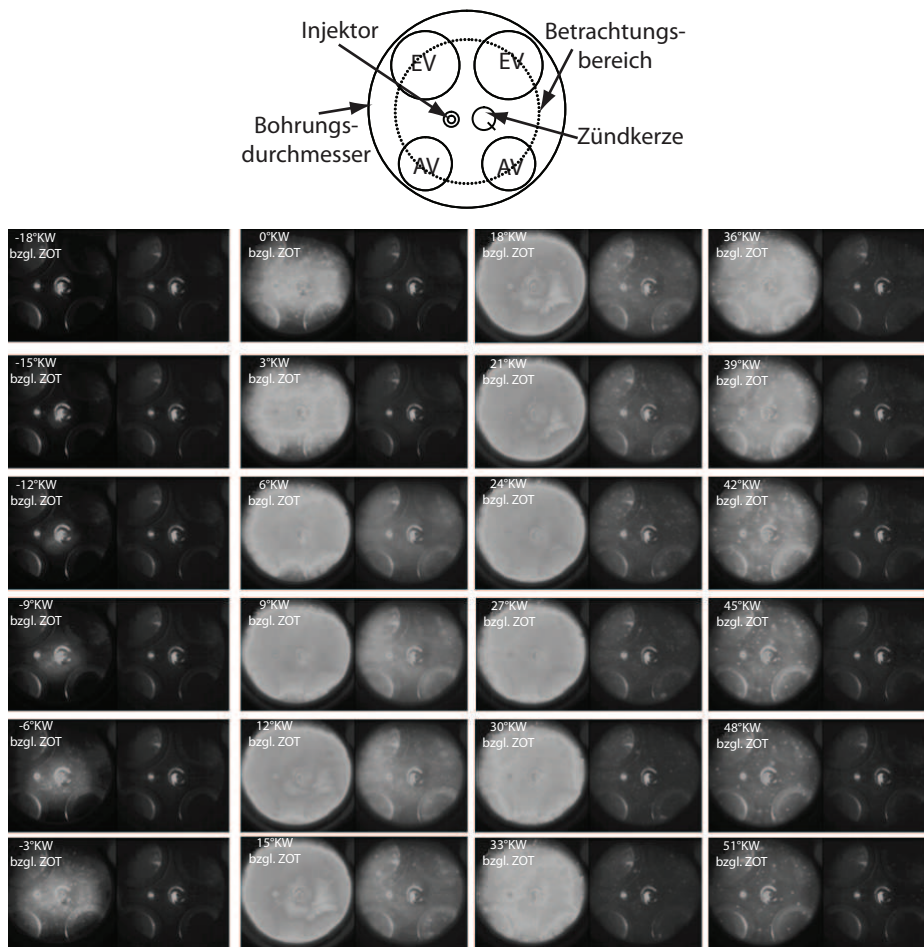 Injektor
Betrachtungs-
bereich
EV
EV
Bohrungs-
durchmesser
Zündkerze
AV
AV
-18°KW
bzgl. ZOT
0°KW
bzgl. ZOT
18°KW
bzgl. ZOT
36°KW
bzgl. ZOT
-15°KW
bzgl. ZOT
3°KW
bzgl. ZOT
21°KW
bzgl. ZOT
39°KW
bzgl. ZOT
-12°KW
bzgl. ZOT
6°KW
bzgl. ZOT
24°KW
bzgl. ZOT
42°KW
bzgl. ZOT
-9°KW
bzgl. ZOT
9°KW
bzgl. ZOT
27°KW
bzgl. ZOT
45°KW
bzgl. ZOT
-6°KW
bzgl. ZOT
12°KW
bzgl. ZOT
30°KW
bzgl. ZOT
48°KW
bzgl. ZOT
-3°KW
bzgl. ZOT
15°KW
bzgl. ZOT
33°KW
bzgl. ZOT
51°KW
bzgl. ZOT